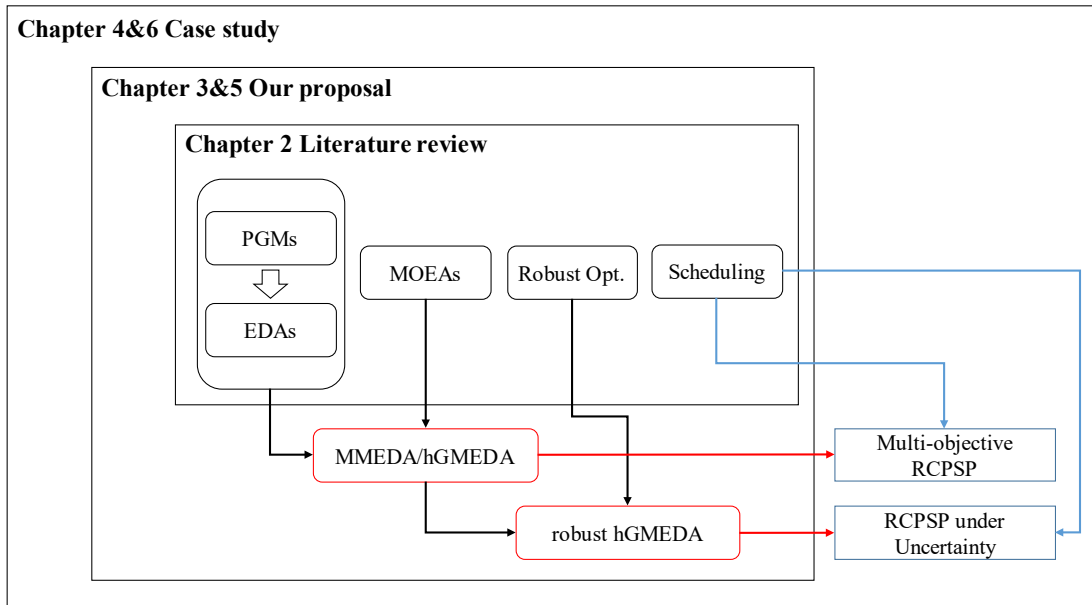 Chapter 4&6 Case study
Chapter 3&5 Our proposal
Chapter 2 Literature review
PGMs
EDAs
MOEAs
Robust Opt.
Scheduling
MMEDA/hGMEDA
Multi-objective
RCPSP
robust hGMEDA
RCPSP under
Uncertainty